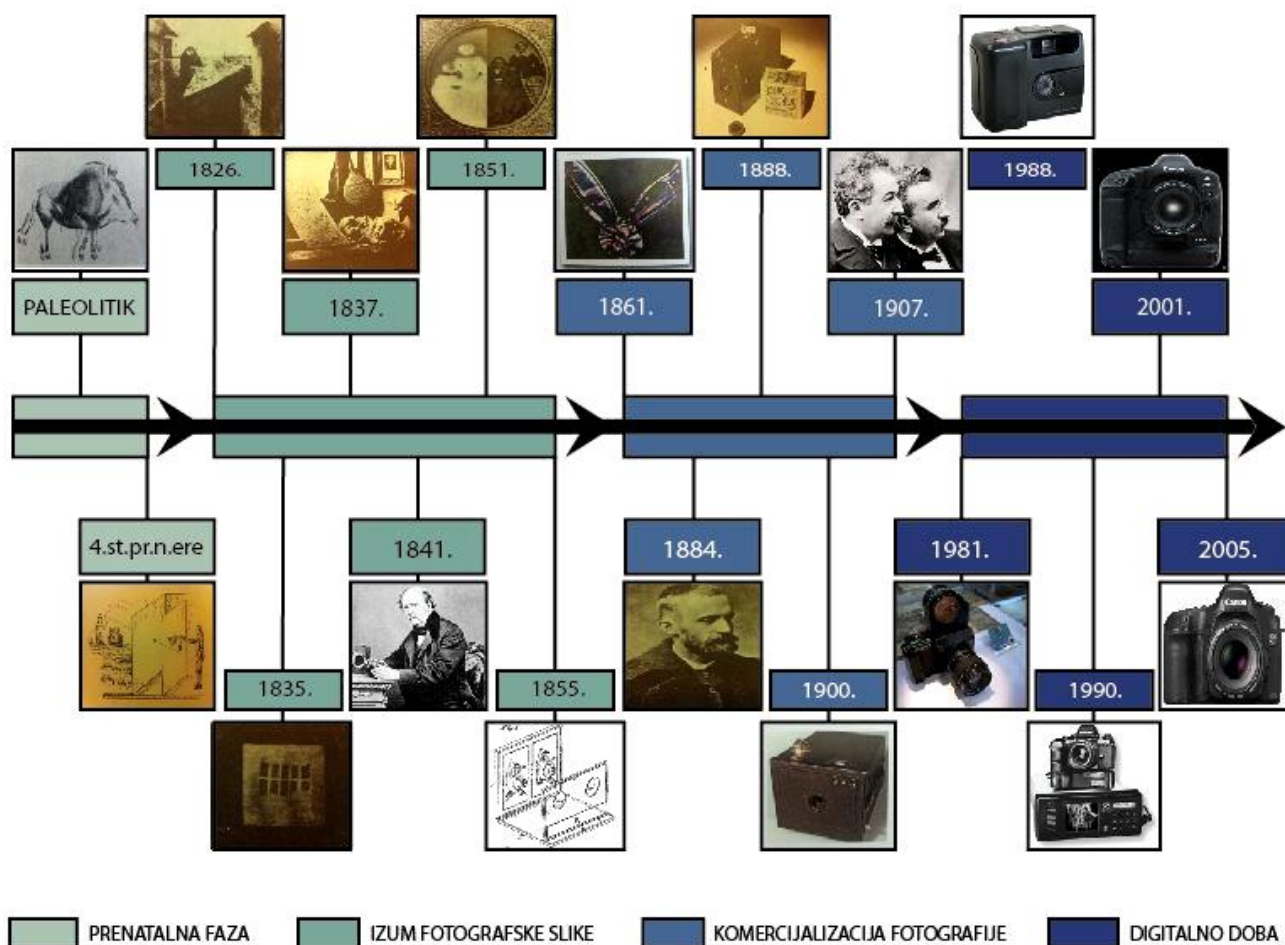 1826.
1851.
1888.
1988.
PALEOLITIK
1837.
1861.
1907.
2001.
4.st.pr.n.ere
1841.
1884.
1981.
2005.
1835.
1855.
1900.
1990.
PRENATALNA FAZA
IZUM FOTOGRAFSKE SLIKE
KOMERCIJALIZACIJA FOTOGRAFIJE
DIGITALNO DOBA